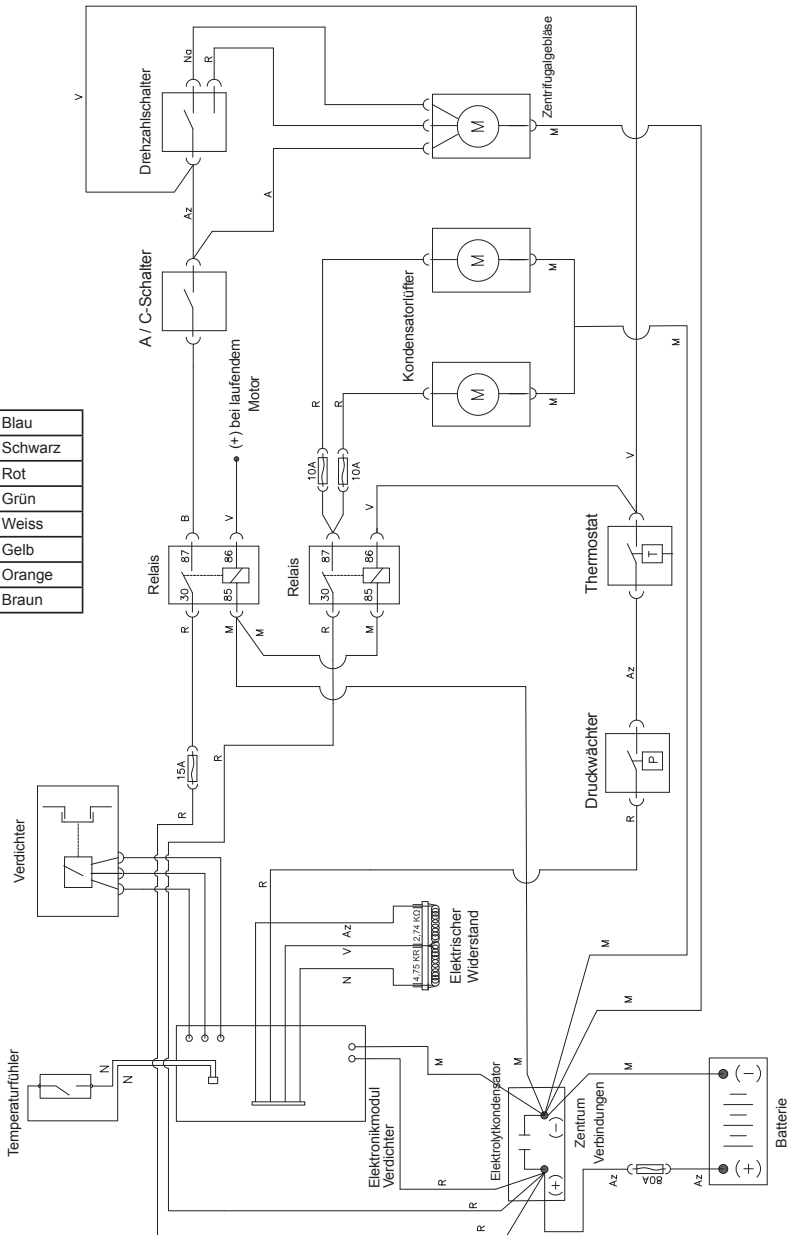 Blau
Schwarz
Rot
Grün
Weiss
Gelb
Orange
Braun
V
Drehzahlschalter
Na
R
Az
A
A / C-Schalter
Zentrifugalgebläse
M
M
B
(+) bei laufendem
Motor
V
Relais
30
87
85
86
R
M
M
15A
R
R
Kondensatorlüfter
M
M
M
M
M
R
R
10A
10A
Relais
30
87
85
86
R
M
V
V
Thermostat
T
Az
Druckwächter
P
R
Verdichter
R
Az
V
N
4,75 KR
2,74 KΩ
Elektrischer
Widerstand
Temperaturfühler
N
N
Elektronikmodul
Verdichter
R
M
M
M
M
R
R
Elektrolytkondensator
(+)
(-)
Zentrum
Verbindungen
Az
80A
Az
M
(+)
(-)
Batterie